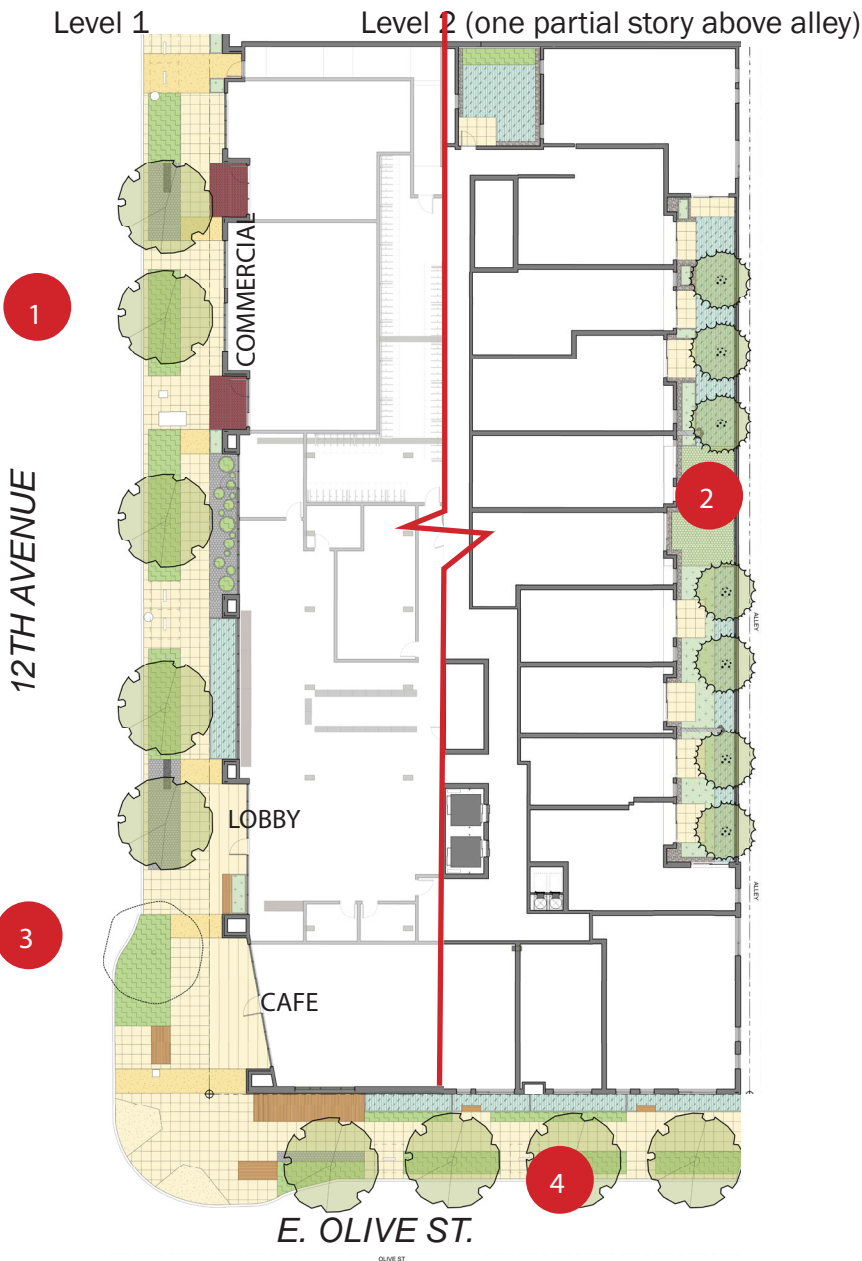 Level 1
Level 2 (one partial story above alley)
COMMERCIAL
1
12TH AVENUE
2
ALLEY
LOBBY
ALLEY
3
CAFE
4
E. OLIVE ST.
OLIVE ST